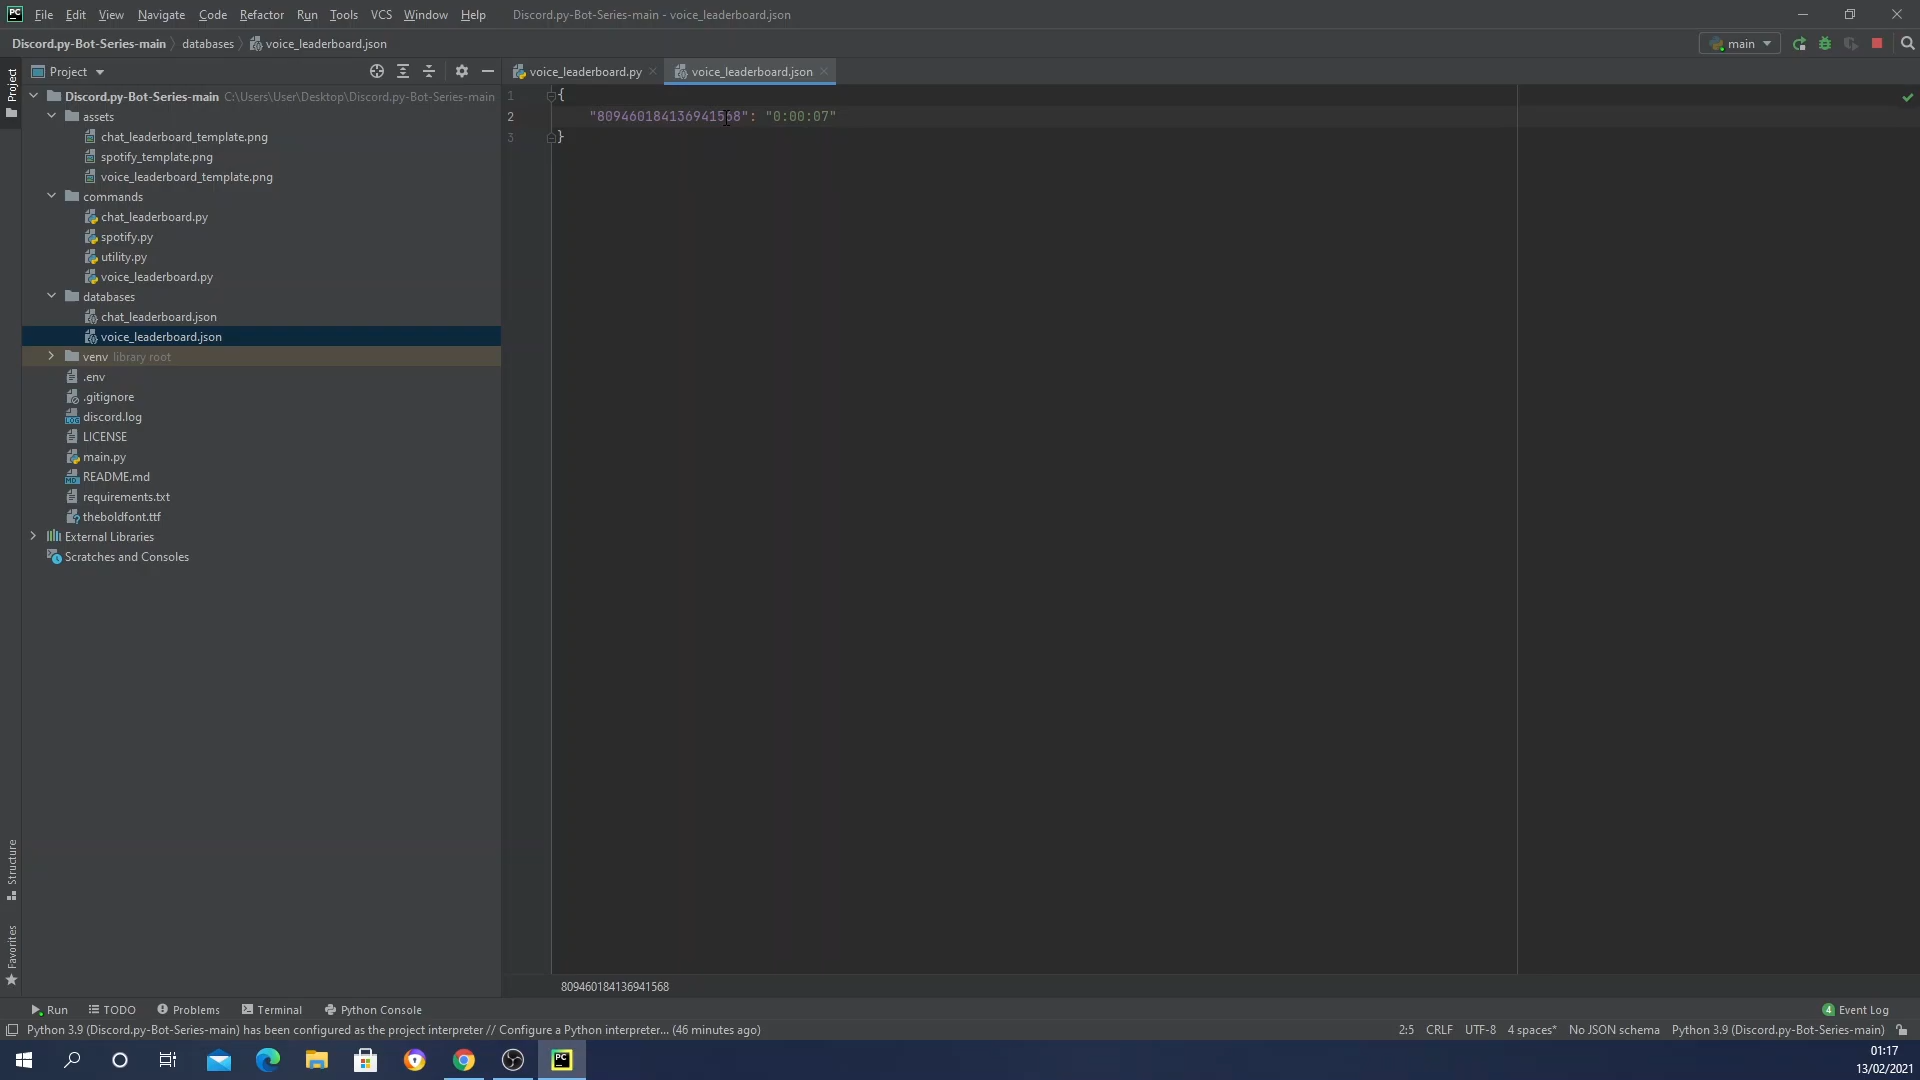 PC File Edit View Navigate Code Refactor Run Tools VCS Window Help Discord.py-Bot-Series-main - voice_leaderboard.json
Discord.py-Bot-Series-main databases voice_leaderboard.json main
Project voice_leaderboard.py voice_leaderboard.json
Project
Discord.py-Bot-Series-main C:\Users\User\Desktop\Discord.py-Bot-Series-main
assets
chat_leaderboard_template.png
spotify_template.png
voice_leaderboard_template.png
commands
chat_leaderboard.py
spotify.py
utility.py
voice_leaderboard.py
databases
chat_leaderboard.json
voice_leaderboard.json
venv library root
.env
.gitignore
discord.log
LICENSE
main.py
README.md
requirements.txt
theboldfont.ttf
External Libraries
Scratches and Consoles
1 {
2 "809460184136941568": "0:00:07"
3 }
Structure
Favorites
809460184136941568
Run TODO Problems Terminal Python Console 4 Event Log
Python 3.9 (Discord.py-Bot-Series-main) has been configured as the project interpreter // Configure a Python interpreter... (46 minutes ago) 2:5 CRLF UTF-8 4 spaces* No JSON schema Python 3.9 (Discord.py-Bot-Series-main)
PC
01:17
13/02/2021